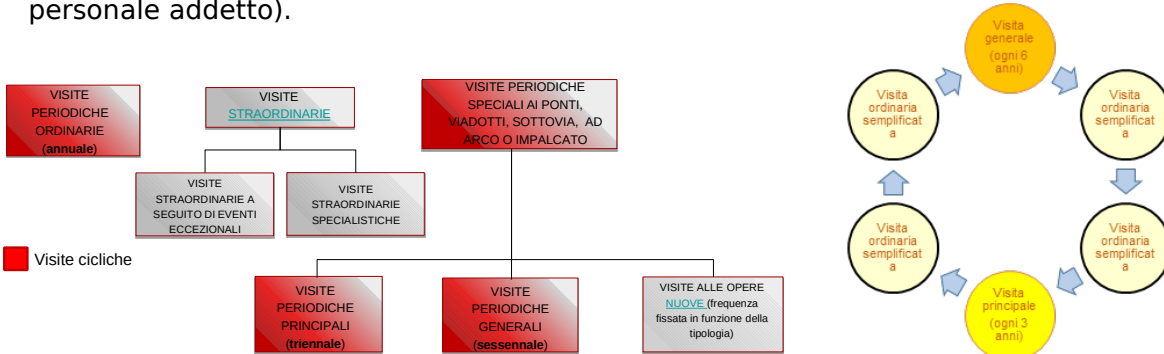 personale addetto).
VISITE
PERIODICHE
ORDINARIE
(annuale)
VISITE
STRAORDINARIE
VISITE PERIODICHE
SPECIALI AI PONTI,
VIADOTTI, SOTTOVIA, AD
ARCO O IMPALCATO
VISITE
STRAORDINARIE A
SEGUITO DI EVENTI
ECCEZIONALI
VISITE
STRAORDINARIE
SPECIALISTICHE
Visite cicliche
VISITE
PERIODICHE
PRINCIPALI
(triennale)
VISITE
PERIODICHE
GENERALI
(sessennale)
VISITE ALLE OPERE
NUOVE (frequenza
fissata in funzione della
tipologia)
Visita
generale
(ogni 6
anni)
Visita
ordinaria
semplificat
a
Visita
ordinaria
semplificat
a
Visita
principale
(ogni 3
anni)
Visita
ordinaria
semplificat
a
Visita
ordinaria
semplificat
a